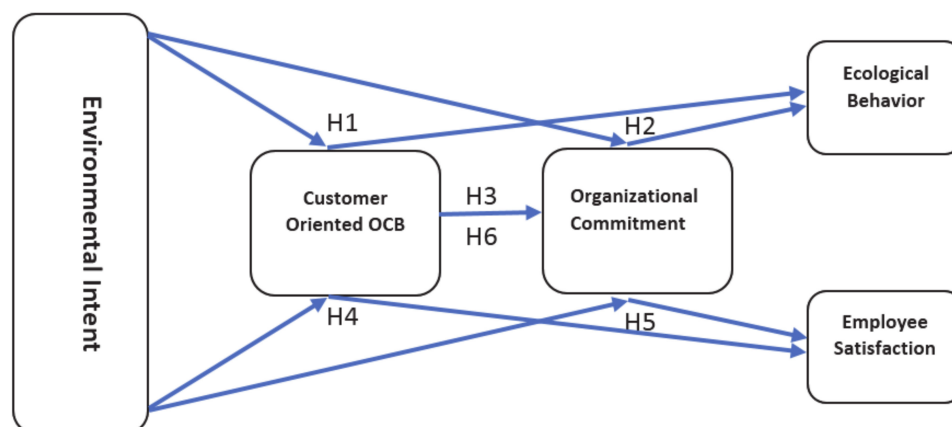 Environmental Intent
H1
H2
Ecological
Behavior
Customer
Oriented OCB
H3
H6
Organizational
Commitment
H4
H5
Employee
Satisfaction